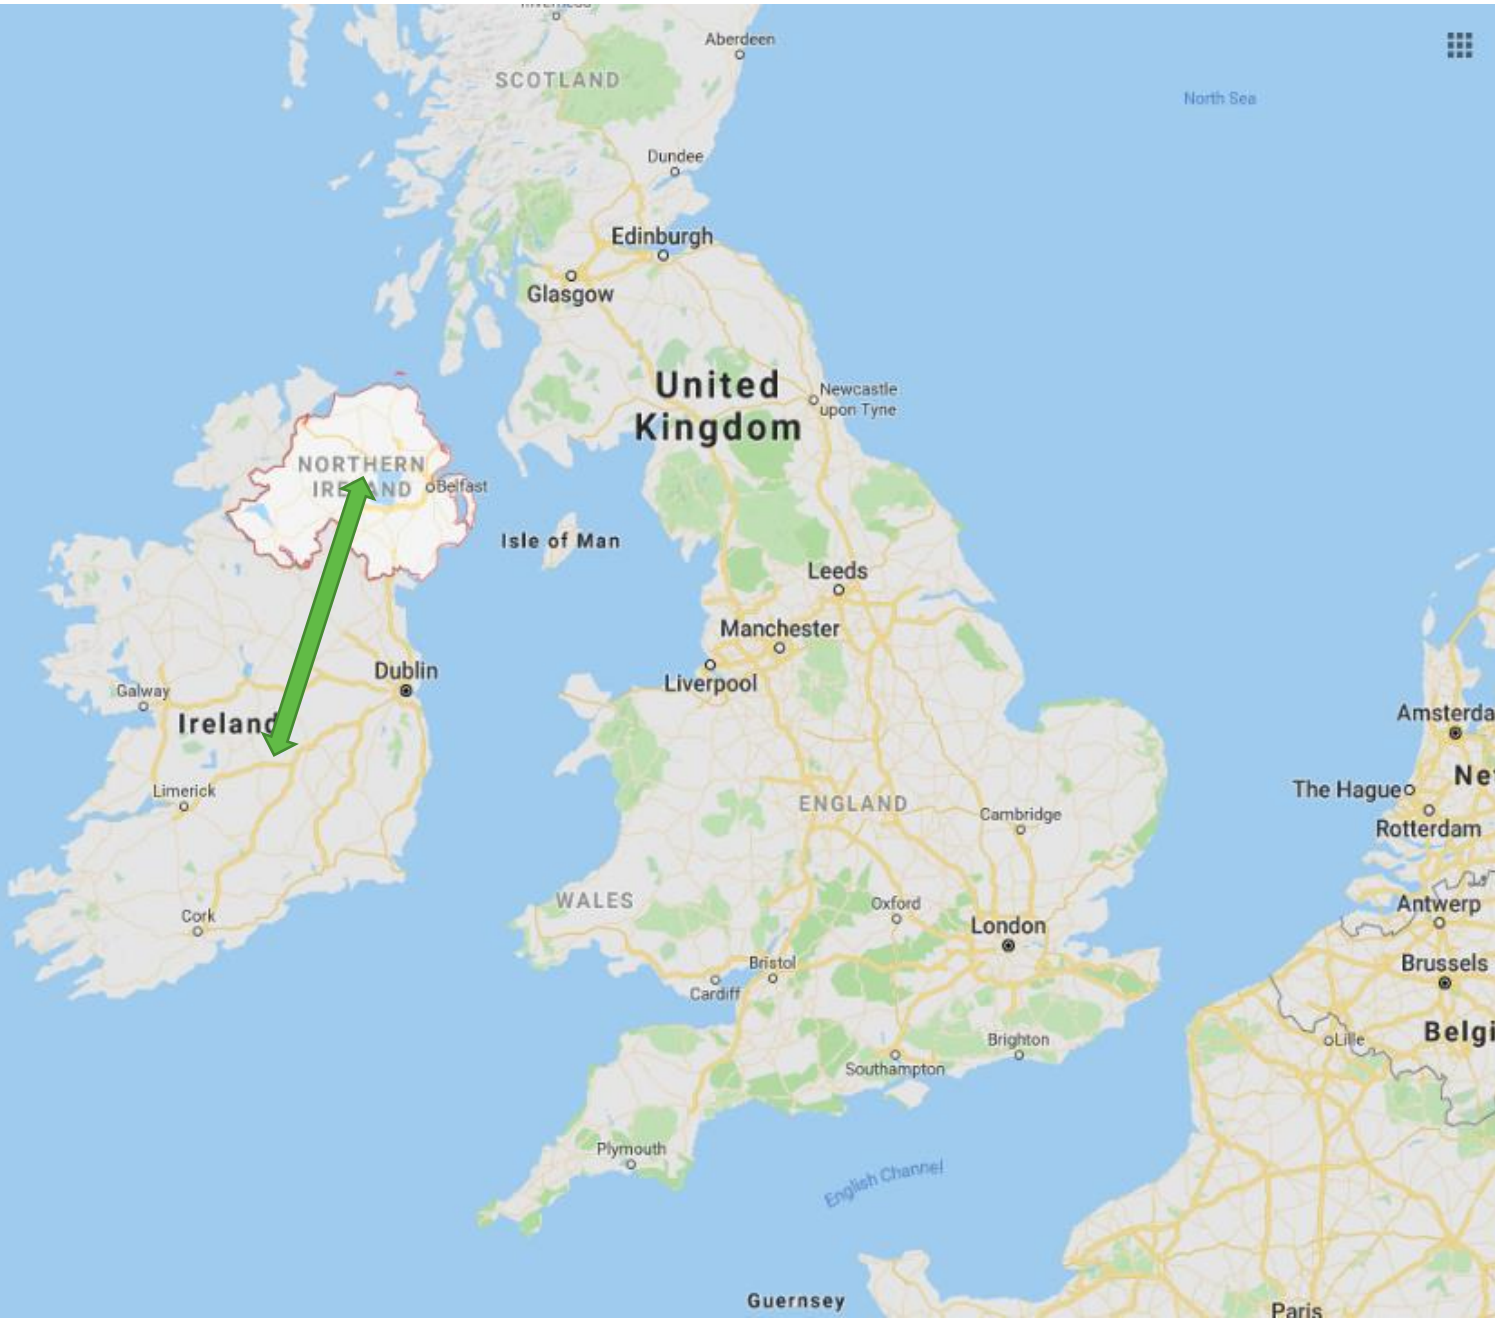 Inverness
Aberdeen
SCOTLAND
North Sea
Dundee
Edinburgh
Glasgow
United
Kingdom
Newcastle
upon Tyne
NORTHERN
Belfast
Isle of Man
Leeds
Manchester
Liverpool
Dublin
Galway
Ireland
Limerick
Cork
Amsterda
The Hague
Ne
Rotterdam
ENGLAND
Cambridge
WALES
Oxford
London
Antwerp
Bristol
Cardiff
Brussels
Belgi
Lille
Brighton
Southampton
Plymouth
English Channel
Guernsey
Paris